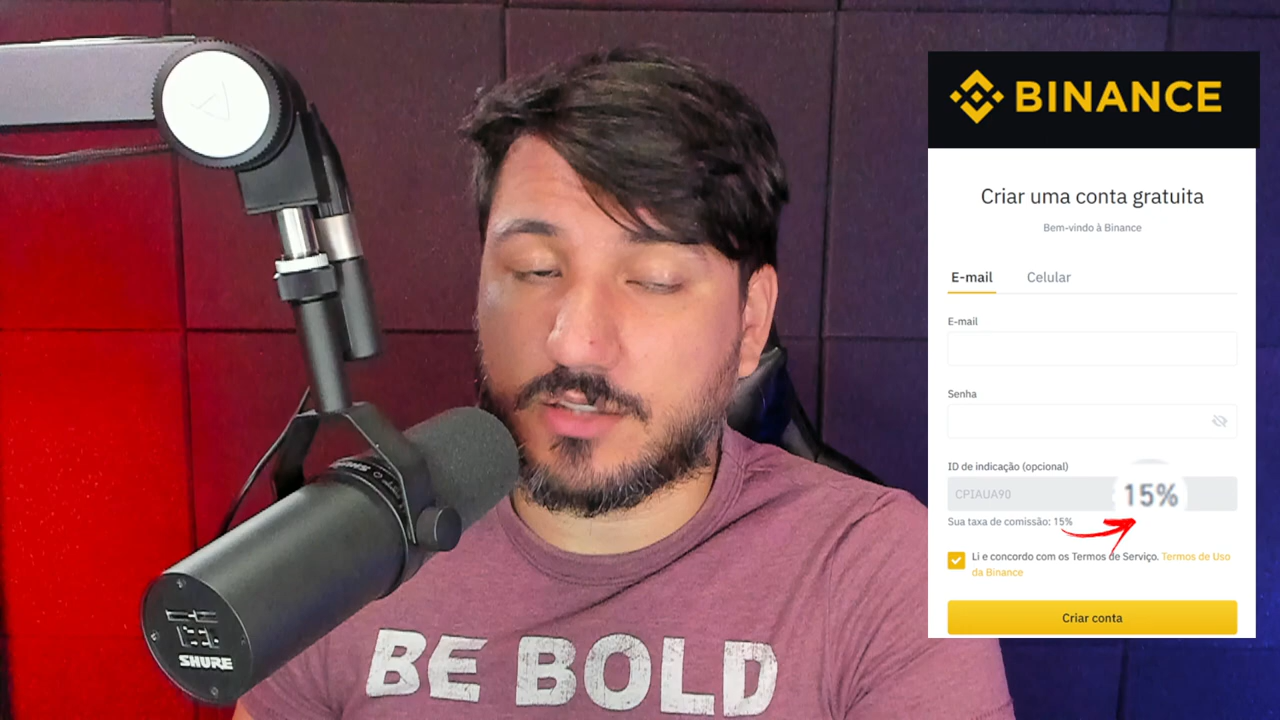 BINANCE
Criar uma conta gratuita
Bem-vindo à Binance
E-mail
Celular
E-mail
Senha
ID de indicação (opcional)
CPIAUA90
15%
Sua taxa de comissão: 15%
Li e concordo com os Termos de Serviço. Termos de Uso
da Binance
Criar conta
SHURE
BE BOLD